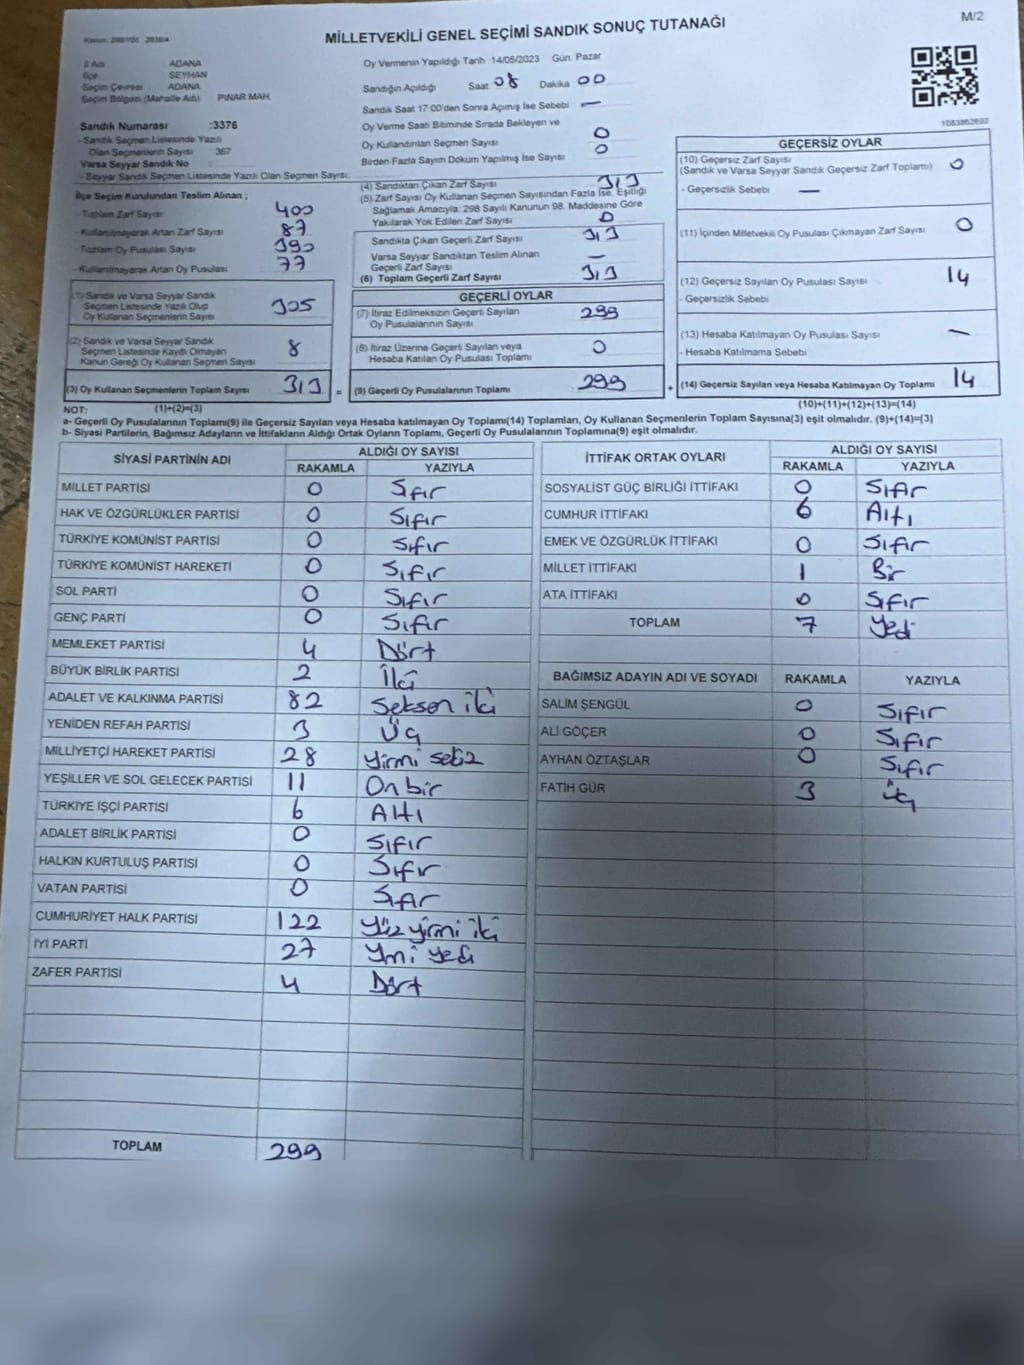 MİLLETVEKİLİ GENEL SEÇİMİ SANDIK SONUÇ TUTANAĞI
M/2
İl Adı ADANA
İlçe SEYHAN
Seçim Çevresi ADANA
Seçim Bölgesi (Mahalle Adı) PINAR MAH.
Sandık Numarası :3376
- Sandık Seçmen Listesinde Yazılı
Olan Seçmenlerin Sayısı 367
Varsa Seyyar Sandık No :
- Seyyar Sandık Seçmen Listesinde Yazılı Olan Seçmen Sayısı:
Oy Vermenin Yapıldığı Tarih 14/05/2023 Gün: Pazar
Sandığın Açıldığı Saat 08 Dakika 00
Sandık Saat 17:00'den Sonra Açımış İse Sebebi —
Oy Verme Saati Bitiminde Sırada Bekleyen ve
Oy Kullandırılan Seçmen Sayısı 0
Birden Fazla Sayım Döküm Yapılmış İse Sayısı 0
1083862692
İlçe Seçim Kurulundan Teslim Alınan ;
- Toplam Zarf Sayısı 400
- Kullanılmayarak Artan Zarf Sayısı 87
- Toplam Oy Pusulası Sayısı 390
- Kullanılmayarak Artan Oy Pusulası 77
(1) Sandık ve Varsa Seyyar Sandık
Seçmen Listesinde Yazılı Olup
Oy Kullanan Seçmenlerin Sayısı 305
(2) Sandık ve Varsa Seyyar Sandık
Seçmen Listesinde Kayıtlı Olmayan
Kanun Gereği Oy Kullanan Seçmen Sayısı 8
(3) Oy Kullanan Seçmenlerin Toplam Sayısı 313 =
(4) Sandıktan Çıkan Zarf Sayısı 313
(5) Zarf Sayısı Oy Kullanan Seçmen Sayısından Fazla İse, Eşitliği
Sağlamak Amacıyla; 298 Sayılı Kanunun 98. Maddesine Göre
Yakılarak Yok Edilen Zarf Sayısı 0
Sandıkta Çıkan Geçerli Zarf Sayısı 313
Varsa Seyyar Sandıktan Teslim Alınan
Geçerli Zarf Sayısı —
(6) Toplam Geçerli Zarf Sayısı 313
GEÇERLİ OYLAR
(7) İtiraz Edilmeksizin Geçerli Sayılan
Oy Pusulalarının Sayısı 299
(8) İtiraz Üzerine Geçerli Sayılan veya
Hesaba Katılan Oy Pusulası Toplamı 0
(9) Geçerli Oy Pusulalarının Toplamı 299 +
GEÇERSİZ OYLAR
(10) Geçersiz Zarf Sayısı
(Sandık ve Varsa Seyyar Sandık Geçersiz Zarf Toplamı) 0
- Geçersizlik Sebebi —
(11) İçinden Milletvekili Oy Pusulası Çıkmayan Zarf Sayısı 0
(12) Geçersiz Sayılan Oy Pusulası Sayısı 14
- Geçersizlik Sebebi
(13) Hesaba Katılmayan Oy Pusulası Sayısı —
- Hesaba Katılmama Sebebi
(14) Geçersiz Sayılan veya Hesaba Katılmayan Oy Toplamı 14
NOT: (1)+(2)=(3) (10)+(11)+(12)+(13)=(14)
a- Geçerli Oy Pusulalarının Toplamı(9) ile Geçersiz Sayılan veya Hesaba katılmayan Oy Toplamı(14) Toplamları, Oy Kullanan Seçmenlerin Toplam Sayısına(3) eşit olmalıdır. (9)+(14)=(3)
b- Siyasi Partilerin, Bağımsız Adayların ve İttifakların Aldığı Ortak Oyların Toplamı, Geçerli Oy Pusulalarının Toplamına(9) eşit olmalıdır.
SİYASİ PARTİNİN ADI ALDIĞI OY SAYISI
RAKAMLA YAZIYLA
MİLLET PARTİSİ 0 Sıfır
HAK VE ÖZGÜRLÜKLER PARTİSİ 0 Sıfır
TÜRKİYE KOMÜNİST PARTİSİ 0 Sıfır
TÜRKİYE KOMÜNİST HAREKETİ 0 Sıfır
SOL PARTİ 0 Sıfır
GENÇ PARTİ 0 Sıfır
MEMLEKET PARTİSİ 4 Dört
BÜYÜK BİRLİK PARTİSİ 2 İki
ADALET VE KALKINMA PARTİSİ 82 Seksen iki
YENİDEN REFAH PARTİSİ 3 Üç
MİLLİYETÇİ HAREKET PARTİSİ 28 Yirmi sekiz
YEŞİLLER VE SOL GELECEK PARTİSİ 11 On bir
TÜRKİYE İŞÇİ PARTİSİ 6 Altı
ADALET BİRLİK PARTİSİ 0 Sıfır
HALKIN KURTULUŞ PARTİSİ 0 Sıfır
VATAN PARTİSİ 0 Sıfır
CUMHURİYET HALK PARTİSİ 122 Yüz yirmi iki
İYİ PARTİ 27 Yirmi yedi
ZAFER PARTİSİ 4 Dört
TOPLAM 299
İTTİFAK ORTAK OYLARI ALDIĞI OY SAYISI
RAKAMLA YAZIYLA
SOSYALİST GÜÇ BİRLİĞİ İTTİFAKI 0 Sıfır
CUMHUR İTTİFAKI 6 Altı
EMEK VE ÖZGÜRLÜK İTTİFAKI 0 Sıfır
MİLLET İTTİFAKI 1 Bir
ATA İTTİFAKI 0 Sıfır
TOPLAM 7 Yedi
BAĞIMSIZ ADAYIN ADI VE SOYADI RAKAMLA YAZIYLA
SALİM ŞENGÜL 0 Sıfır
ALİ GÖÇER 0 Sıfır
AYHAN ÖZTAŞLAR 0 Sıfır
FATİH GÜR 3 Üç